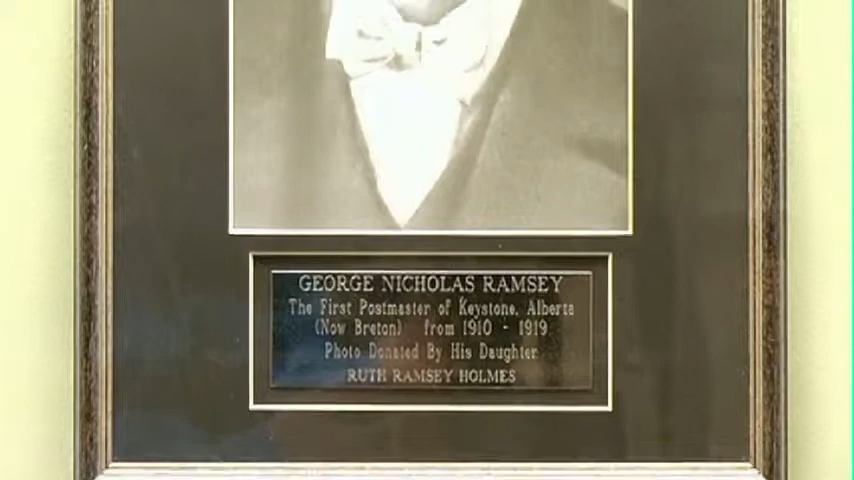 GEORGE NICHOLAS RAMSEY
The First Postmaster of Keystone, Alberta
(Now Breton) from 1910 - 1919
Photo Donated By His Daughter
RUTH RAMSEY HOLMES